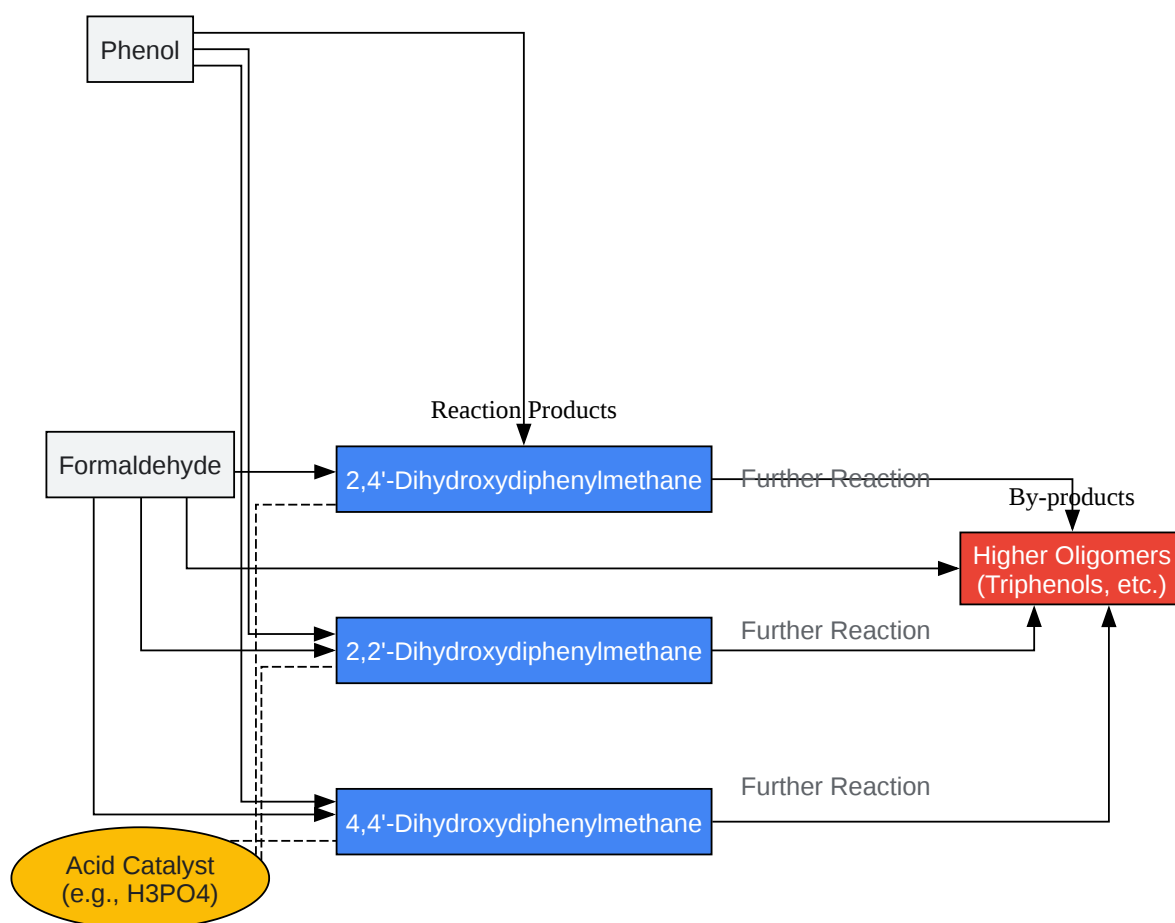 Phenol
Reaction Products
Formaldehyde
2,4'-Dihydroxydiphenylmethane
Further Reaction
By-products
Higher Oligomers
(Triphenols, etc.)
2,2'-Dihydroxydiphenylmethane
Further Reaction
4,4'-Dihydroxydiphenylmethane
Further Reaction
Acid Catalyst
(e.g., H3PO4)